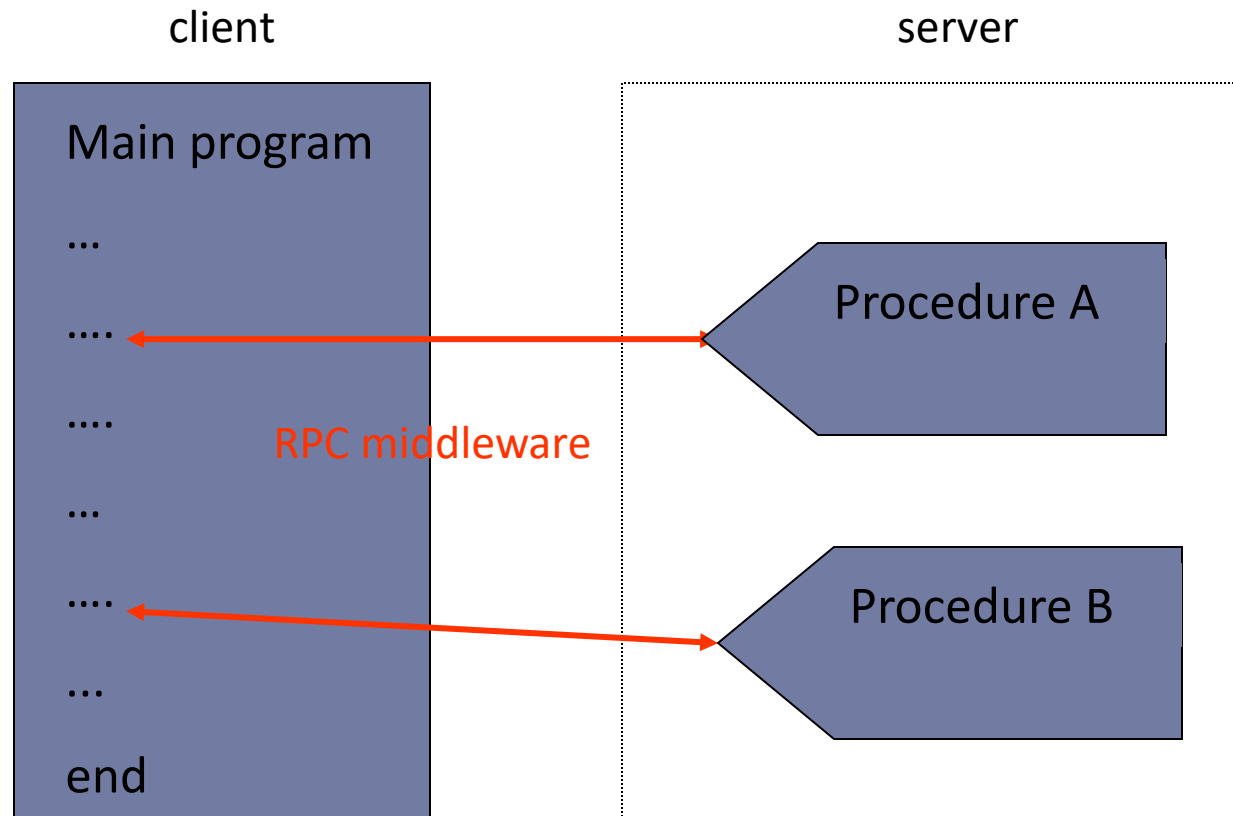 client
server
Main program
...
....
....
...
....
...
end
RPC middleware
Procedure A
Procedure B